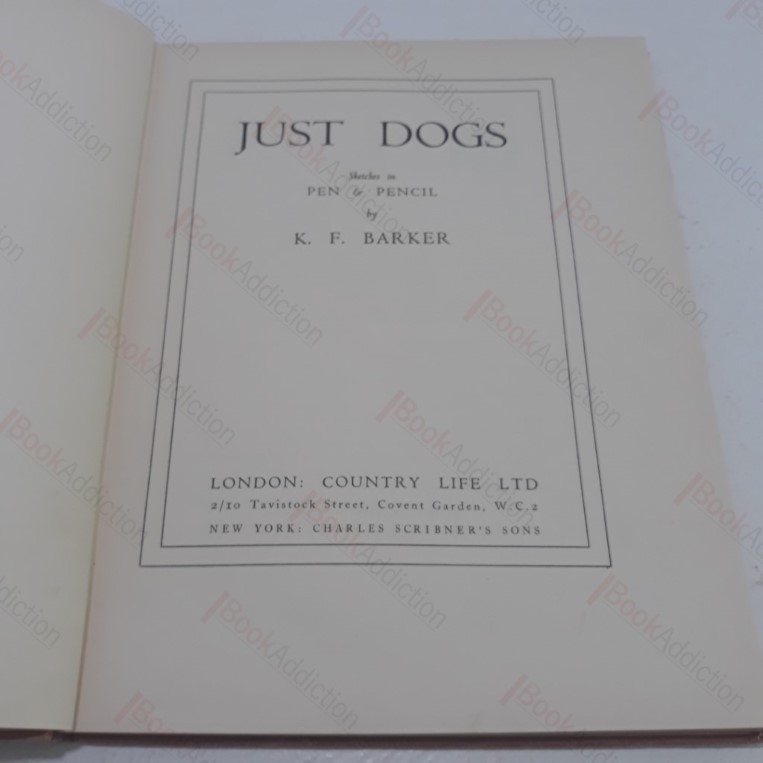 JUST DOGS
Sketches in
PEN & PENCIL
by
K. F. BARKER
LONDON: COUNTRY LIFE LTD
2/10 Tavistock Street, Covent Garden, W.C.2
NEW YORK: CHARLES SCRIBNER'S SONS
BookAddiction